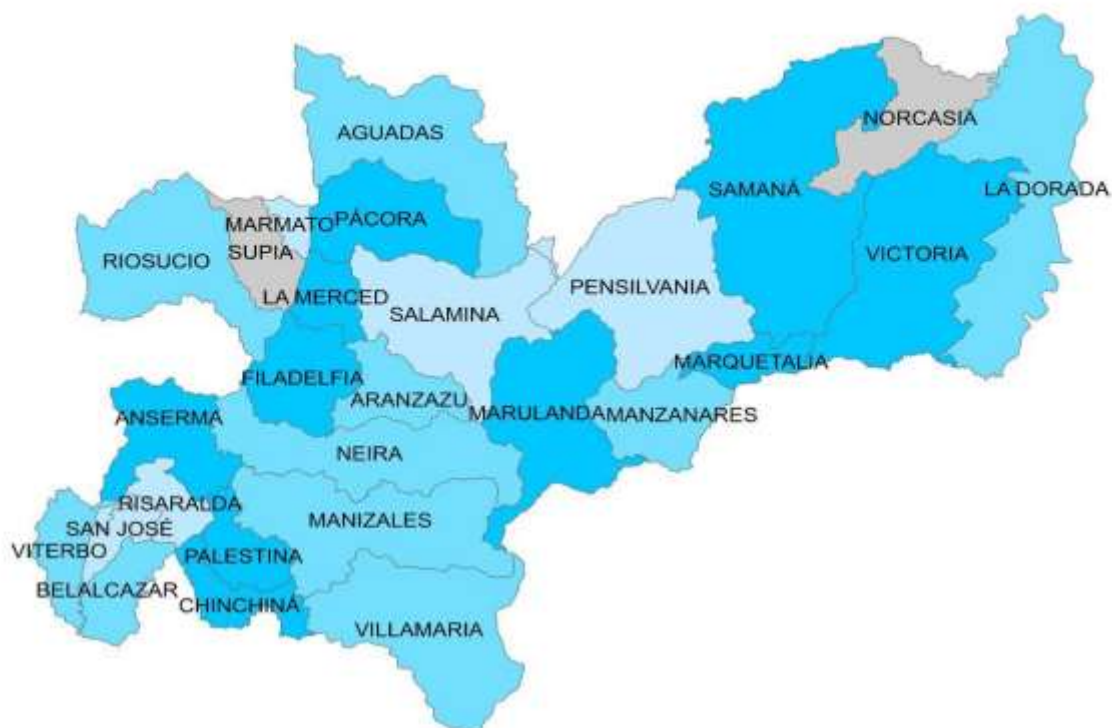 NORCASIA
AGUADAS
SAMANÁ
LA DORADA
PÁCORA
MARMATO
SUPIA
RIOSUCIO
VICTORIA
LA MERCED
PENSILVANIA
SALAMINA
MARQUETALIA
FILADELFIA
ARANZAZU
MARULANDA
MANZANARES
ANSERMA
NEIRA
RISARALDA
MANIZALES
SAN JOSÉ
VITERBO
PALESTINA
BELALCAZAR
CHINCHINÁ
VILLAMARIA